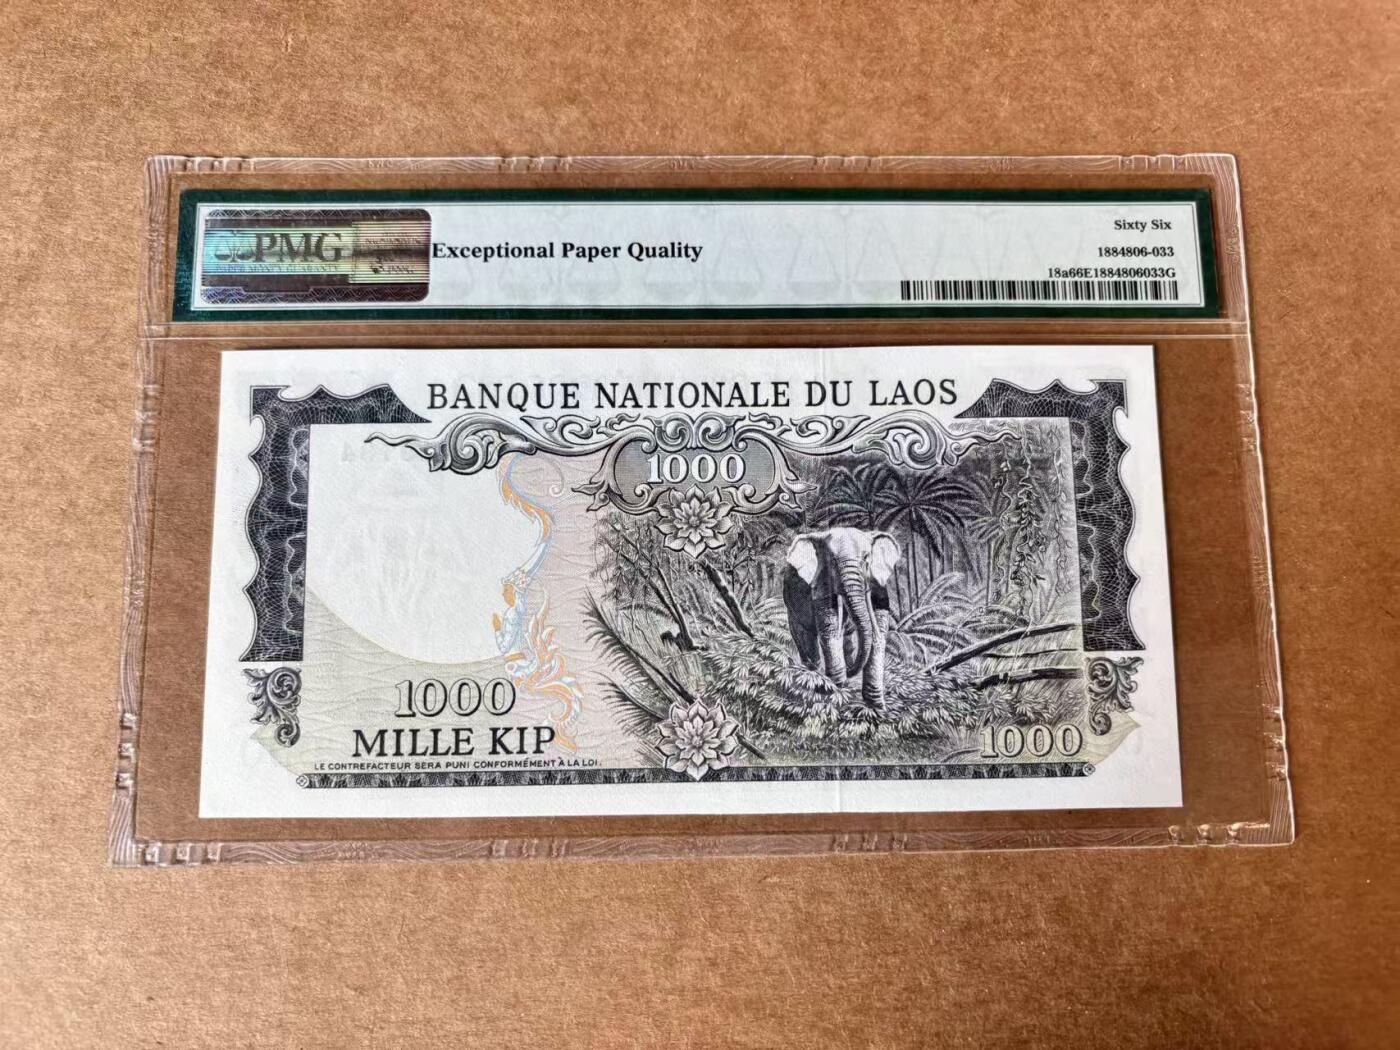 PMG
Exceptional Paper Quality
Sixty Six
1884806-033
18a66E1884806033G
BANQUE NATIONALE DU LAOS
1000
1000
MILLE KIP
LE CONTREFACTEUR SERA PUNI CONFORMÉMENT A LA LOI.
1000